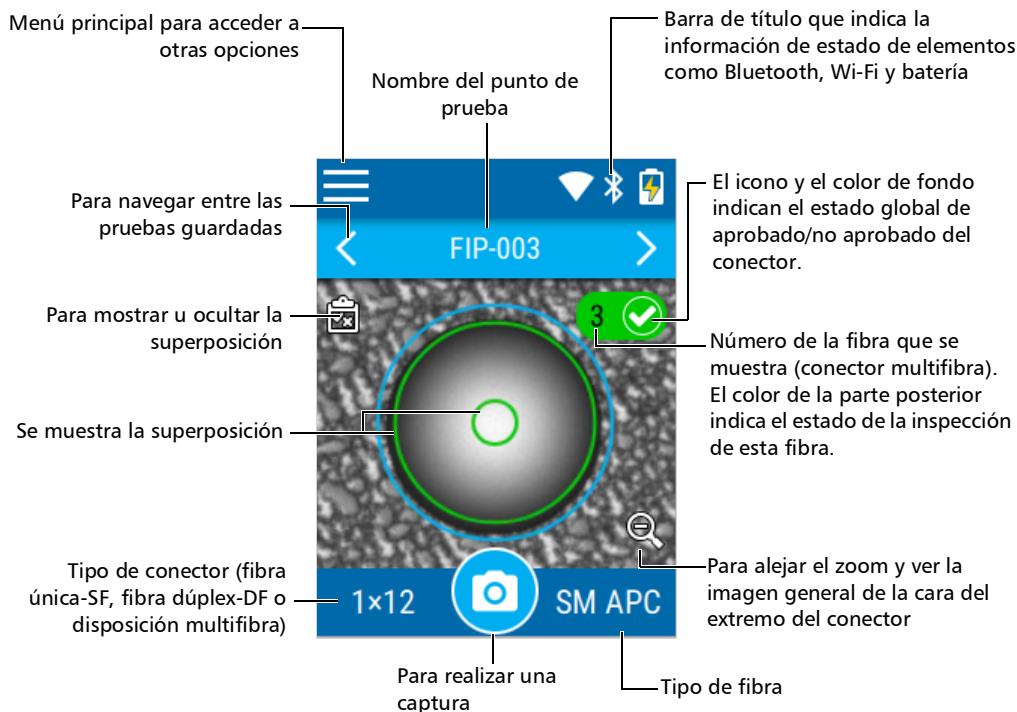 Menú principal para acceder a
otras opciones
Nombre del punto de
prueba
Barra de título que indica la
información de estado de elementos
como Bluetooth, Wi-Fi y batería
Para navegar entre las
pruebas guardadas
FIP-003
El icono y el color de fondo
indican el estado global de
aprobado/no aprobado del
conector.
Para mostrar u ocultar la
superposición
3
Número de la fibra que se
muestra (conector multifibra).
El color de la parte posterior
indica el estado de la inspección
de esta fibra.
Se muestra la superposición
Tipo de conector (fibra
única-SF, fibra dúplex-DF o
disposición multifibra)
1×12
SM APC
Para alejar el zoom y ver la
imagen general de la cara del
extremo del conector
Para realizar una
captura
Tipo de fibra